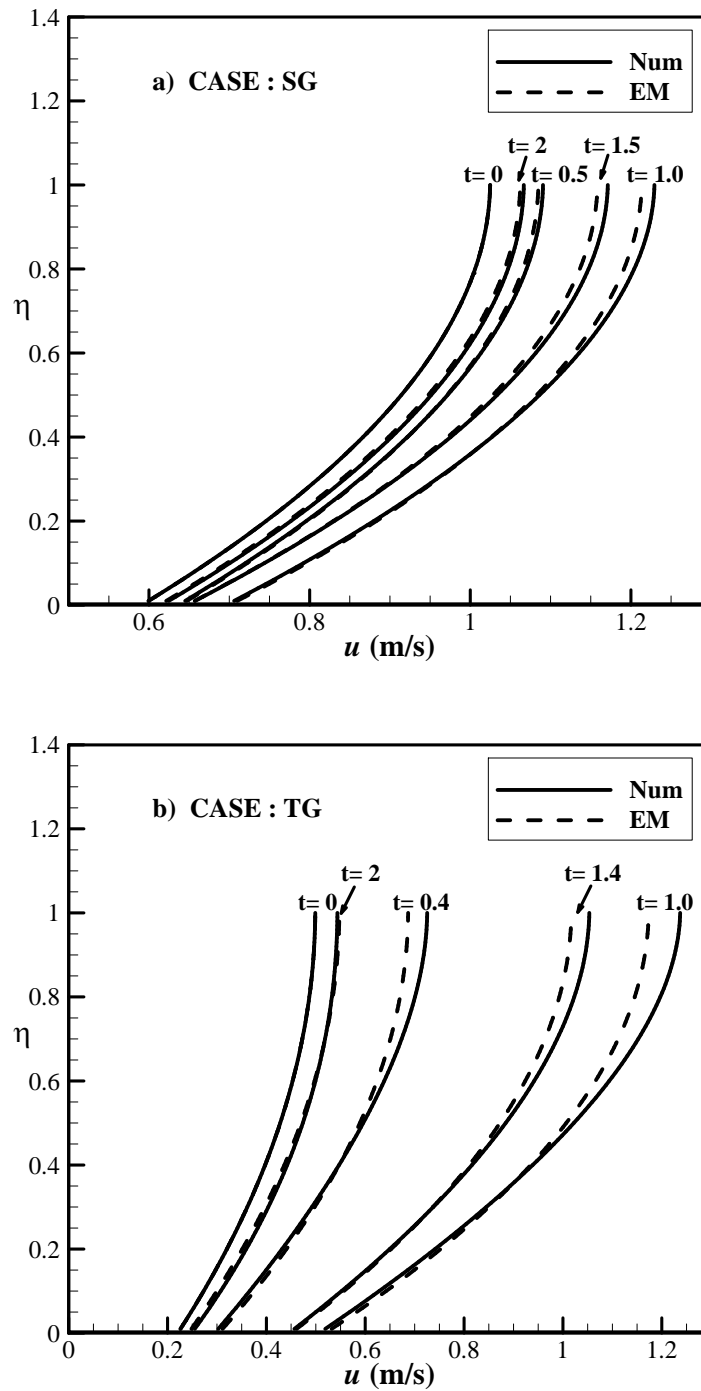 1.4
a) CASE : SG
Num
EM
1.2
t= 2
t= 1.5
t= 0
t= 0.5
t= 1.0
1
0.8
η
0.6
0.4
0.2
0
0.6
0.8
1
1.2
u (m/s)
1.4
b) CASE : TG
Num
EM
1.2
t= 2
t= 1.4
t= 0
t= 0.4
t= 1.0
1
0.8
η
0.6
0.4
0.2
0
0
0.2
0.4
0.6
0.8
1
1.2
u (m/s)